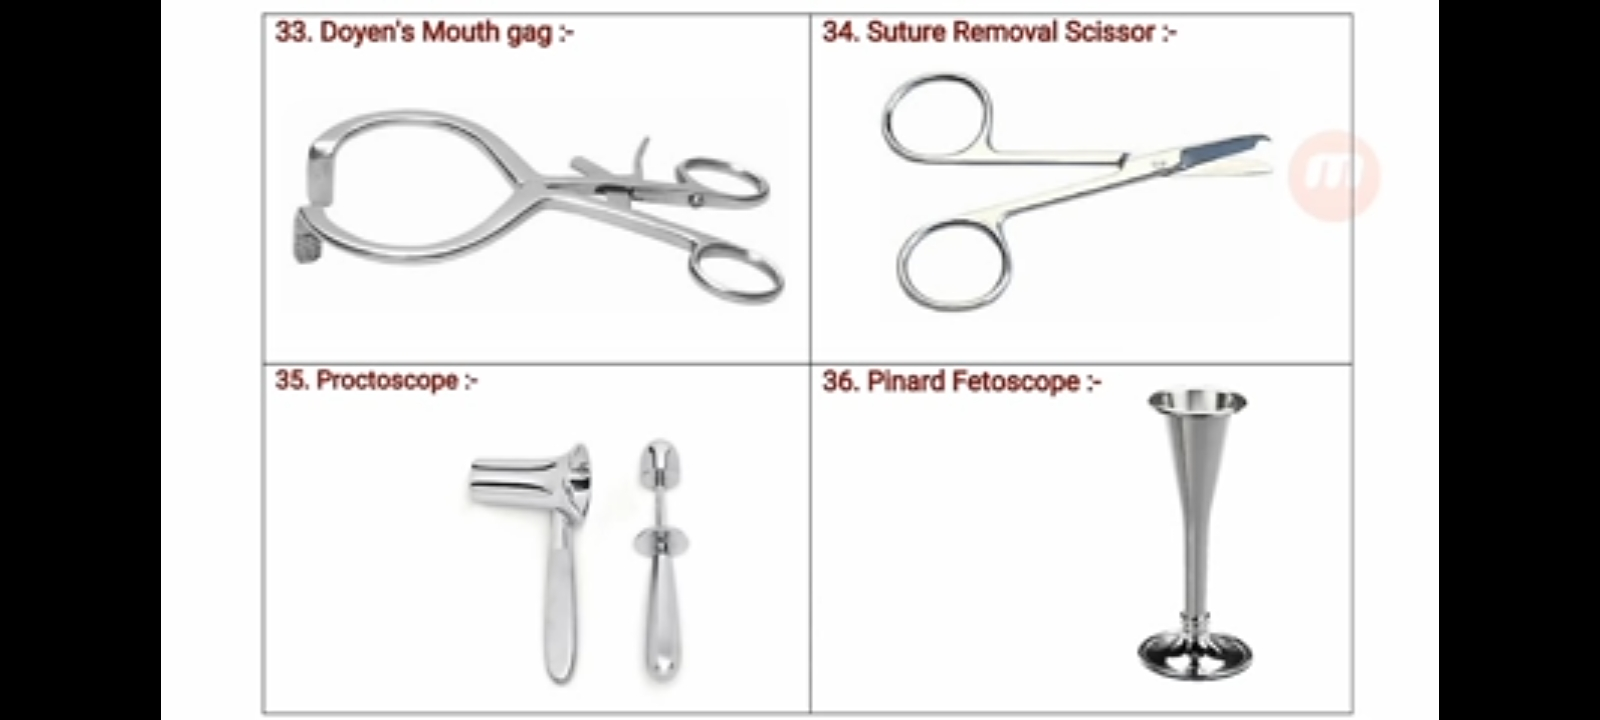 33. Doyen's Mouth gag :-
34. Suture Removal Scissor :-
35. Proctoscope :-
36. Pinard Fetoscope :-